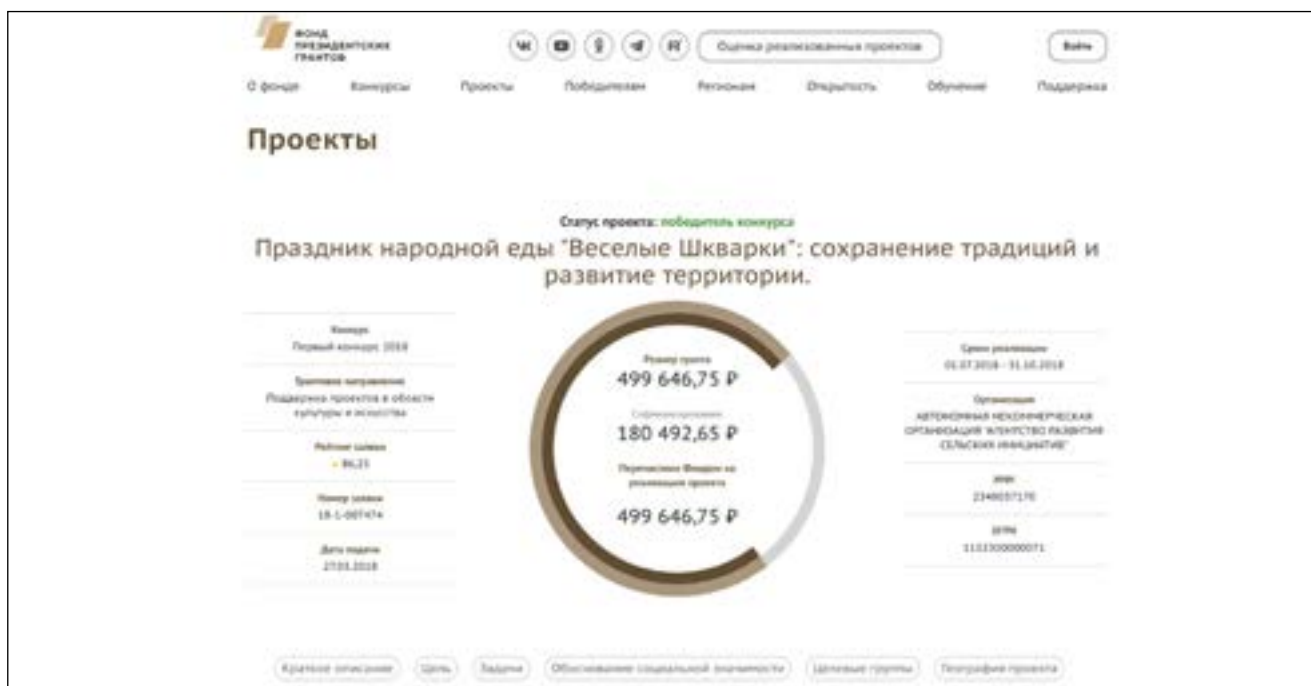 ФОНД
ПРЕЗИДЕНТСКИХ
ГРАНТОВ
Оценка реализованных проектов
Войти
О фонде Конкурсы Проекты Победителям Регионам Открытость Обучение Поддержка
Проекты
Статус проекта: победитель конкурса
Праздник народной еды "Веселые Шкварки": сохранение традиций и
развитие территории.
Конкурс
Первый конкурс 2018
Грантовое направление
Поддержка проектов в области
культуры и искусства
Рейтинг заявки
86,25
Номер заявки
18-1-007474
Дата подачи
27.03.2018
Размер гранта
499 646,75 ₽
Софинансирование
180 492,65 ₽
Перечислено Фондом на
реализацию проекта
499 646,75 ₽
Сроки реализации
01.07.2018 - 31.10.2018
Организация
АВТОНОМНАЯ НЕКОММЕРЧЕСКАЯ
ОРГАНИЗАЦИЯ "АГЕНТСТВО РАЗВИТИЯ
СЕЛЬСКИХ ИНИЦИАТИВ"
ИНН
2348037170
ОГРН
Краткое описание Цель Задачи Обоснование социальной значимости Целевые группы География проекта